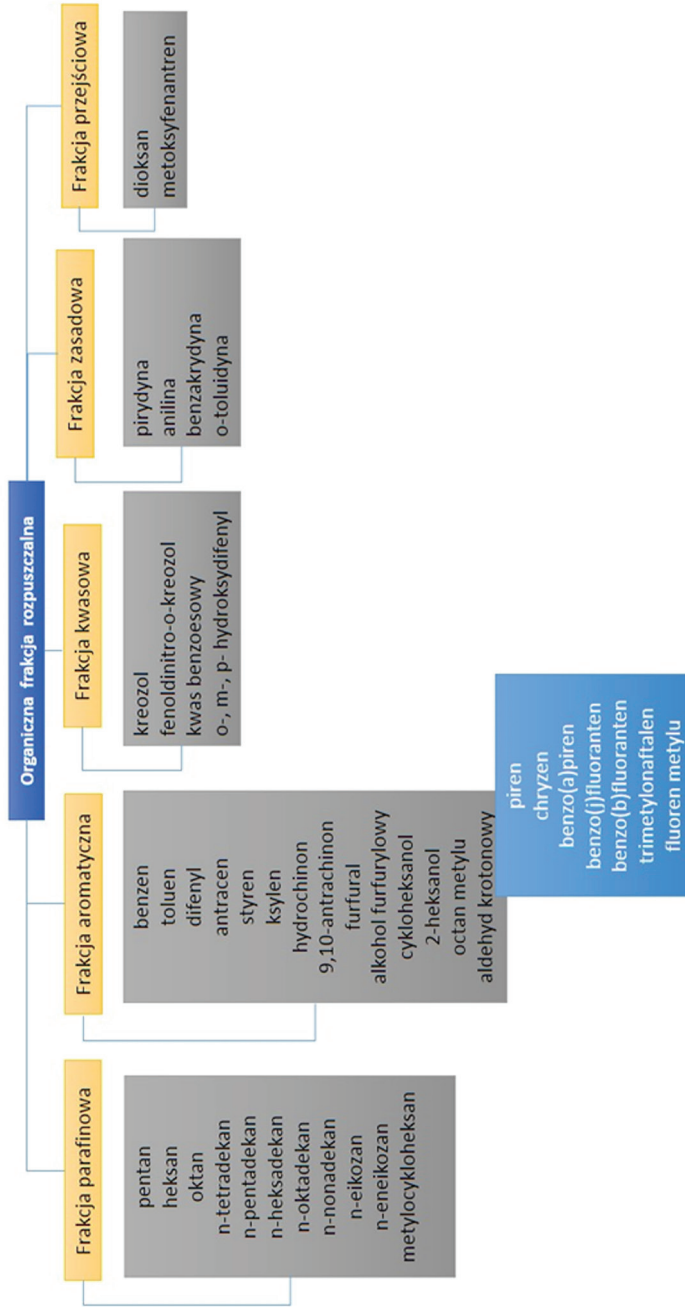 Organiczna frakcja rozpuszczalna
Frakcja parafinowa
pentan
heksan
oktan
n-tetradekan
n-pentadekan
n-heksadekan
n-oktadekan
n-nonadekan
n-eikozan
n-eneikozan
metylocykloheksan
Frakcja aromatyczna
benzen
toluen
difenyl
antracen
styren
ksylen
hydrochinon
9,10-antrachinon
furfural
alkohol furfurylowy
cykloheksanol
2-heksanol
octan metylu
aldehyd krotonowy
piren
chryzen
benzo(a)piren
benzo(j)fluoranten
benzo(b)fluoranten
trimetylonaftalen
fluoren metylu
Frakcja kwasowa
kreozol
fenoldinitro-o-kreozol
kwas benzoesowy
o-, m-, p- hydroksydifenyl
Frakcja zasadowa
pirydyna
anilina
benzakrydyna
o-toluidyna
Frakcja przejściowa
dioksan
metoksyfenantren